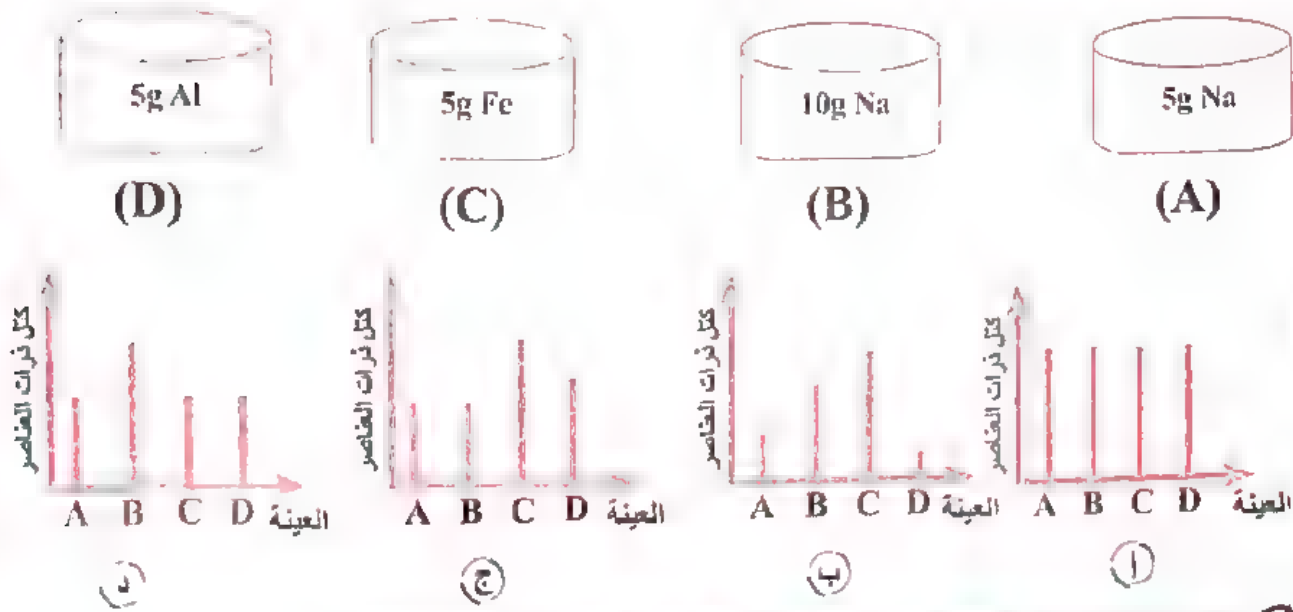 5g Na
10g Na
5g Fe
5g Al
(A)
(B)
(C)
(D)
كتل ذرات العناصر
A B C D العينة
أ
كتل ذرات العناصر
A B C D العينة
ب
كتل ذرات العناصر
A B C D العينة
ج
كتل ذرات العناصر
A B C D العينة
د